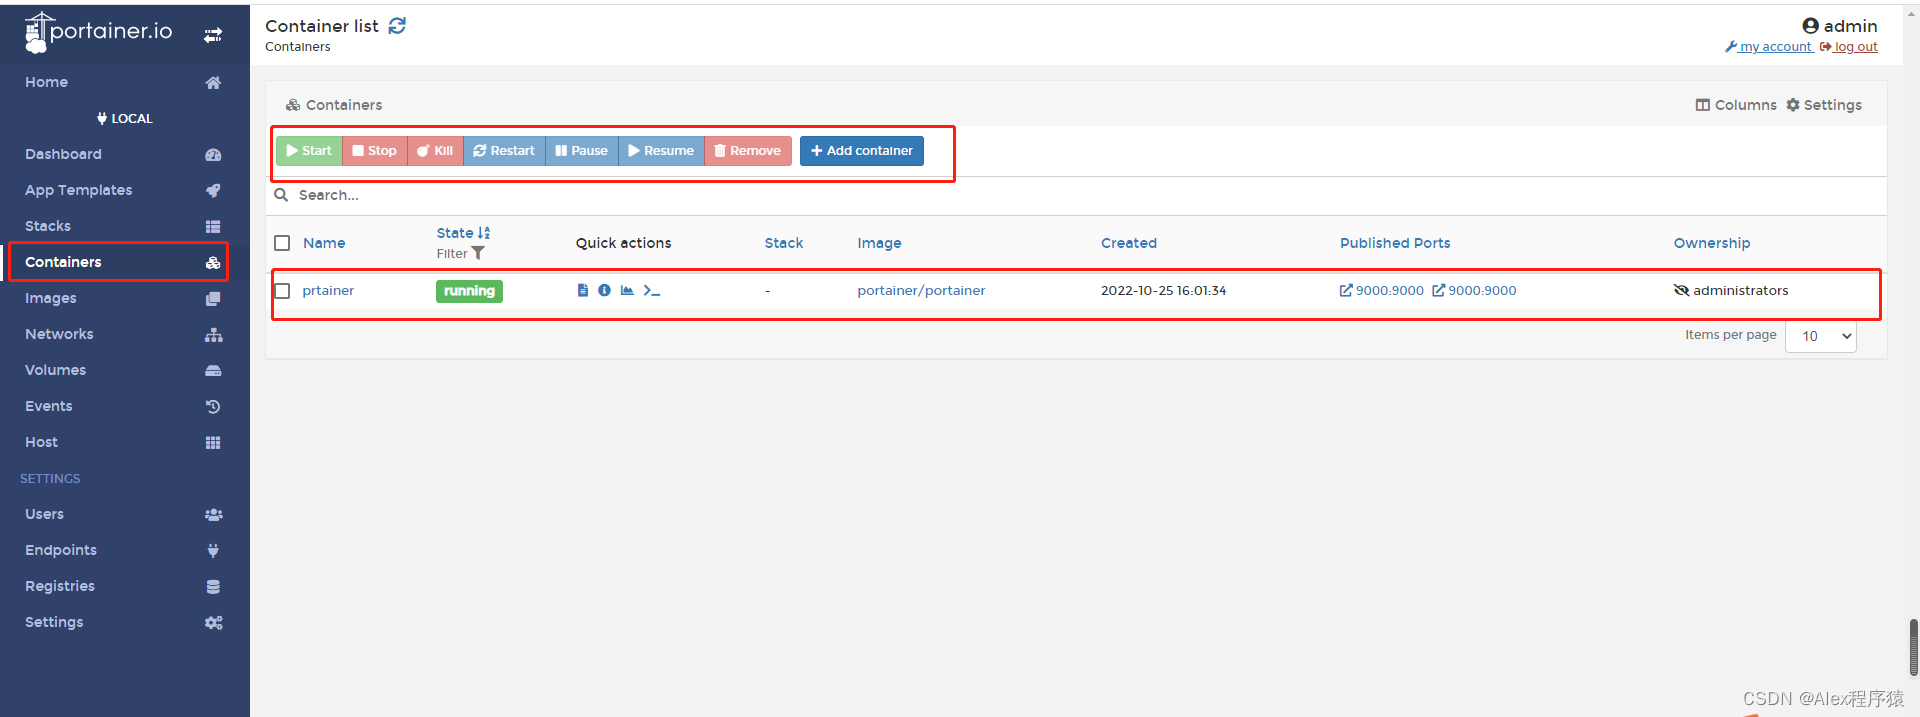 portainer.io
Home
LOCAL
Dashboard
App Templates
Stacks
Containers
Images
Networks
Volumes
Events
Host
SETTINGS
Users
Endpoints
Registries
Settings
Container list
Containers
admin
my account log out
Containers
Columns Settings
Start Stop Kill Restart Pause Resume Remove Add container
Search...
Name State Filter Quick actions Stack Image Created Published Ports Ownership
prtainer running - portainer/portainer 2022-10-25 16:01:34 9000:9000 9000:9000 administrators
Items per page 10
CSDN @Alex程序猿